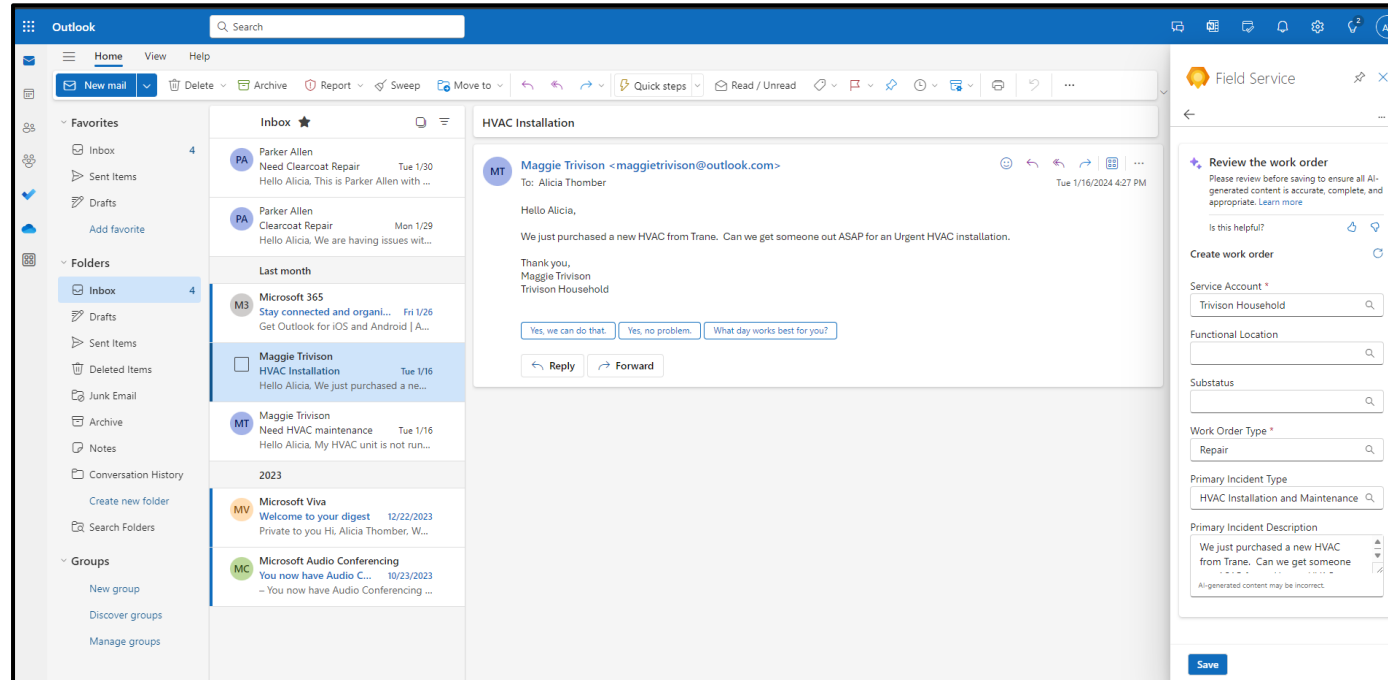 Outlook
Search
2
Home View Help
New mail Delete Archive Report Sweep Move to Quick steps Read / Unread ...
Favorites
Inbox 4
Sent Items
Drafts
Add favorite
Folders
Inbox 4
Drafts
Sent Items
Deleted Items
Junk Email
Archive
Notes
Conversation History
Create new folder
Search Folders
Groups
New group
Discover groups
Manage groups
Inbox
PA
Parker Allen
Need Clearcoat Repair Tue 1/30
Hello Alicia, This is Parker Allen with ...
PA
Parker Allen
Clearcoat Repair Mon 1/29
Hello Alicia, We are having issues wit...
Last month
M3
Microsoft 365
Stay connected and organi... Fri 1/26
Get Outlook for iOS and Android | A...
Maggie Trivison
HVAC Installation Tue 1/16
Hello Alicia, We just purchased a ne...
MT
Maggie Trivison
Need HVAC maintenance Tue 1/16
Hello Alicia, My HVAC unit is not run...
2023
MV
Microsoft Viva
Welcome to your digest 12/22/2023
Private to you Hi, Alicia Thomber, W...
MC
Microsoft Audio Conferencing
You now have Audio C... 10/23/2023
– You now have Audio Conferencing ...
HVAC Installation
MT
Maggie Trivison <maggietrivison@outlook.com>
To: Alicia Thomber
Tue 1/16/2024 4:27 PM
Hello Alicia,
We just purchased a new HVAC from Trane. Can we get someone out ASAP for an Urgent HVAC installation.
Thank you,
Maggie Trivison
Trivison Household
Yes, we can do that. Yes, no problem. What day works best for you?
Reply Forward
Field Service
Review the work order
Please review before saving to ensure all AI-
generated content is accurate, complete, and
appropriate. Learn more
Is this helpful?
Create work order
Service Account *
Trivison Household
Functional Location
Substatus
Work Order Type *
Repair
Primary Incident Type
HVAC Installation and Maintenance
Primary Incident Description
We just purchased a new HVAC
from Trane. Can we get someone
AI-generated content may be incorrect.
Save